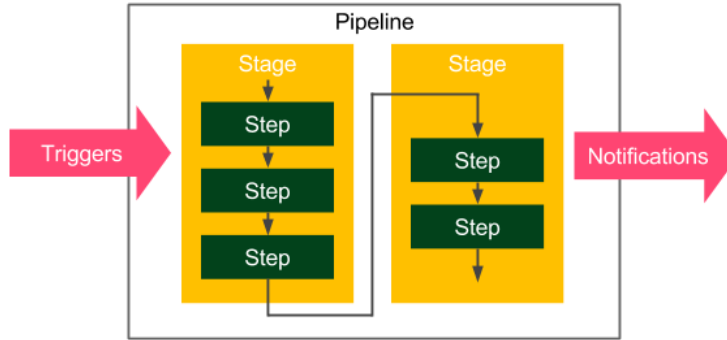 Pipeline
Stage
Step
Step
Step
Stage
Step
Step
Triggers
Notifications